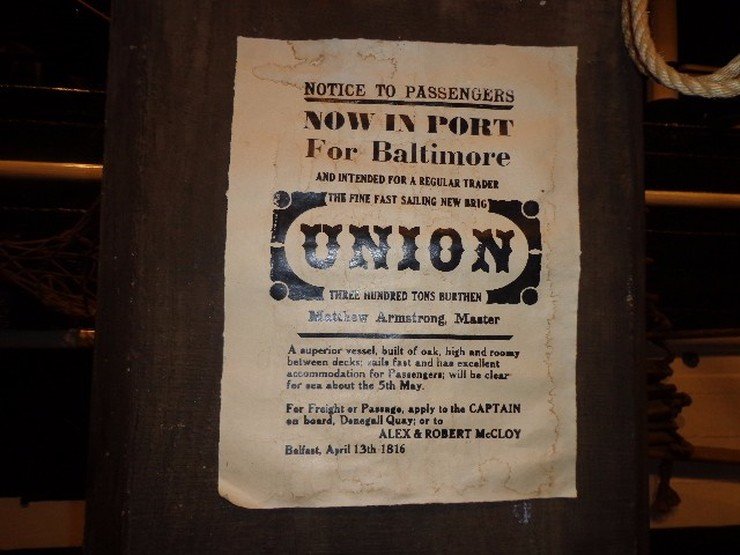 NOTICE TO PASSENGERS
NOW IN PORT
For Baltimore
AND INTENDED FOR A REGULAR TRADER
THE FINE FAST SAILING NEW BRIG
UNION
THREE HUNDRED TONS BURTHEN
Matthew Armstrong, Master
A superior vessel, built of oak, high and roomy
between decks; sails fast and has excellent
accommodation for Passengers; will be clear
for sea about the 5th May.
For Freight or Passage, apply to the CAPTAIN
on board, Donegall Quay; or to
ALEX & ROBERT McCLOY
Belfast, April 13th 1816